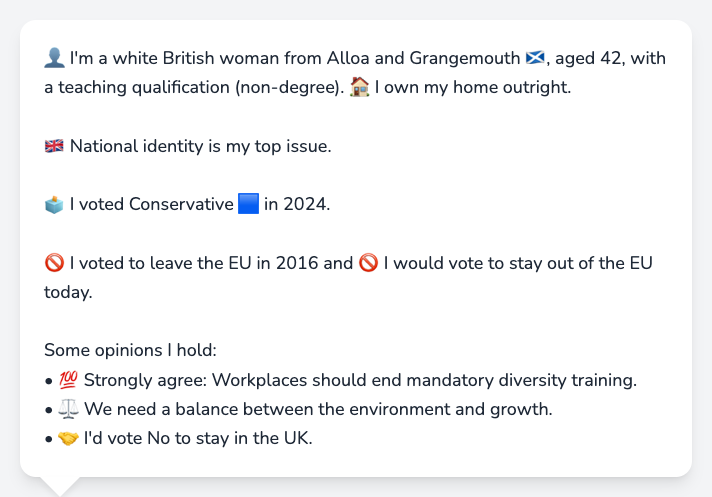 👤 I'm a white British woman from Alloa and Grangemouth 🏴󠁧󠁢󠁳󠁣󠁴󠁿, aged 42, with
a teaching qualification (non-degree). 🏠 I own my home outright.
🇬🇧 National identity is my top issue.
🗳️ I voted Conservative 🟦 in 2024.
🚫 I voted to leave the EU in 2016 and 🚫 I would vote to stay out of the EU
today.
Some opinions I hold:
• 💯 Strongly agree: Workplaces should end mandatory diversity training.
• ⚖️ We need a balance between the environment and growth.
• 🤝 I'd vote No to stay in the UK.